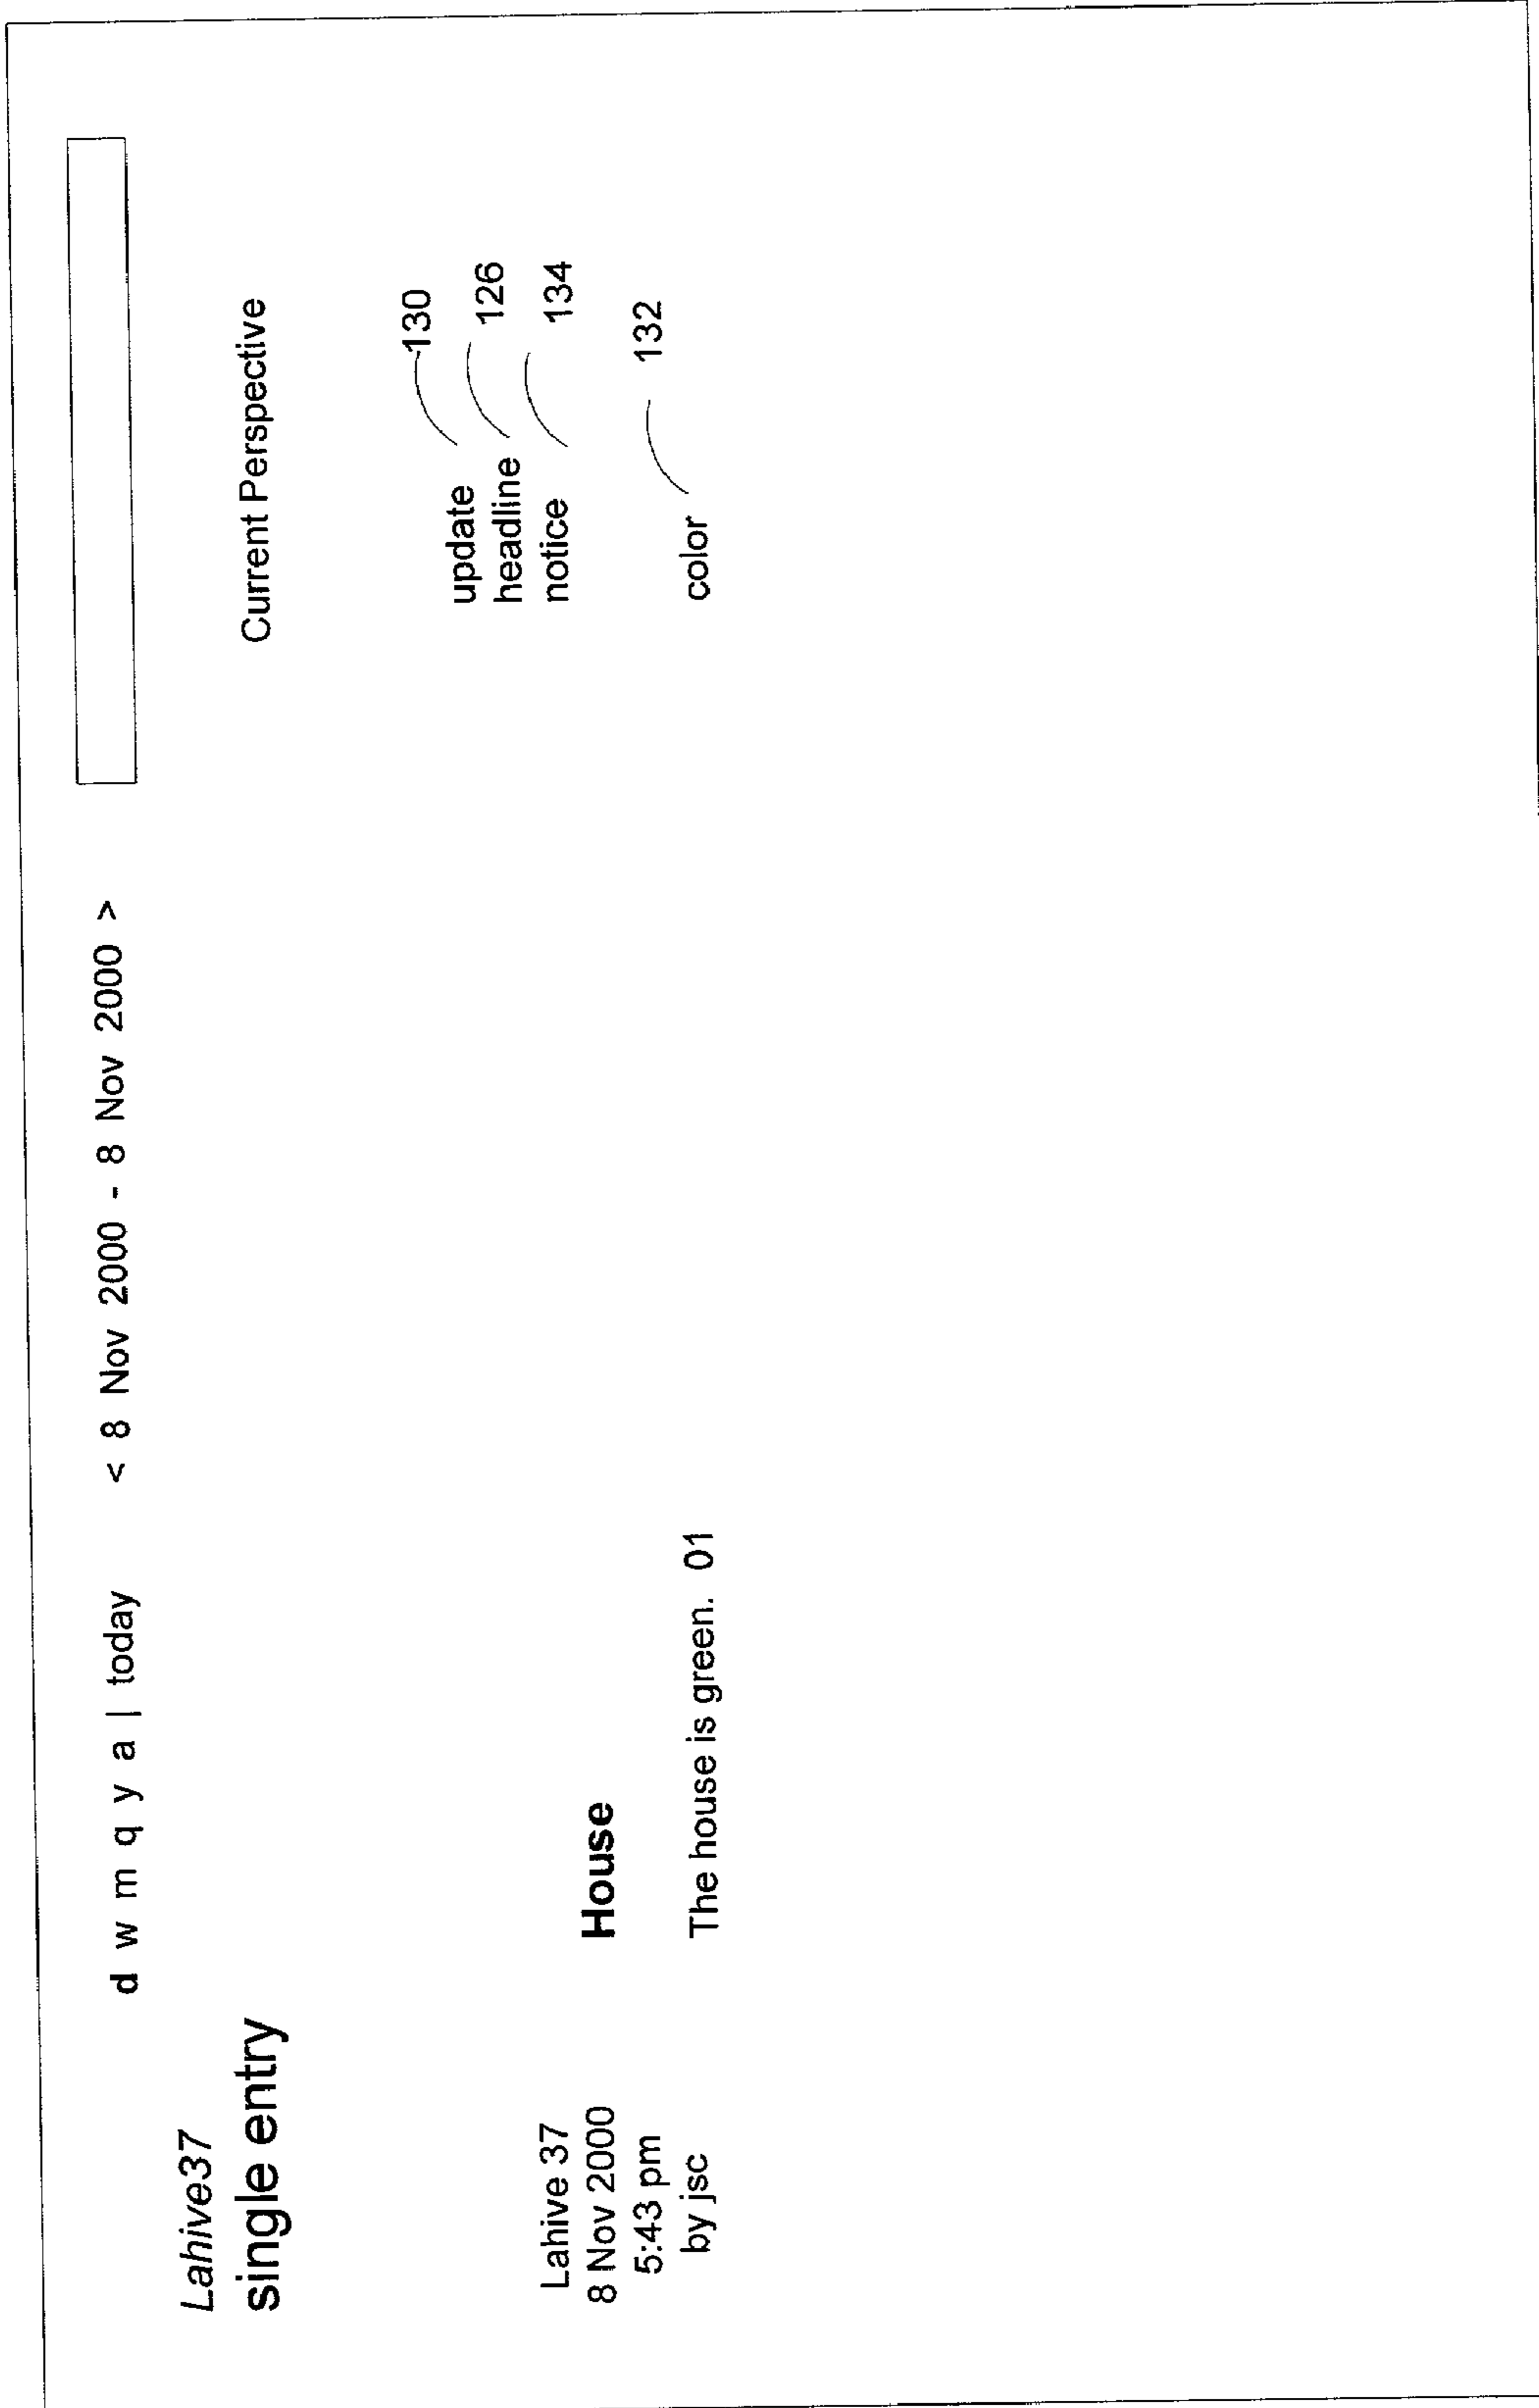 d w m q y a | today < 8 Nov 2000 - 8 Nov 2000 >
Lahive37
single entry
Current Perspective
130
update
126
headline
134
notice
132
color
Lahive 37
8 Nov 2000
5:43 pm
by jsc
House
The house is green. 01